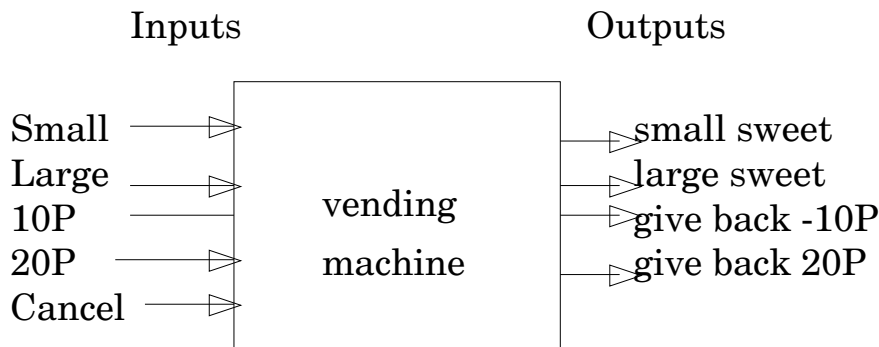 Inputs
Outputs
Small
Large
10P
20P
Cancel
vending
machine
small sweet
large sweet
give back -10P
give back 20P